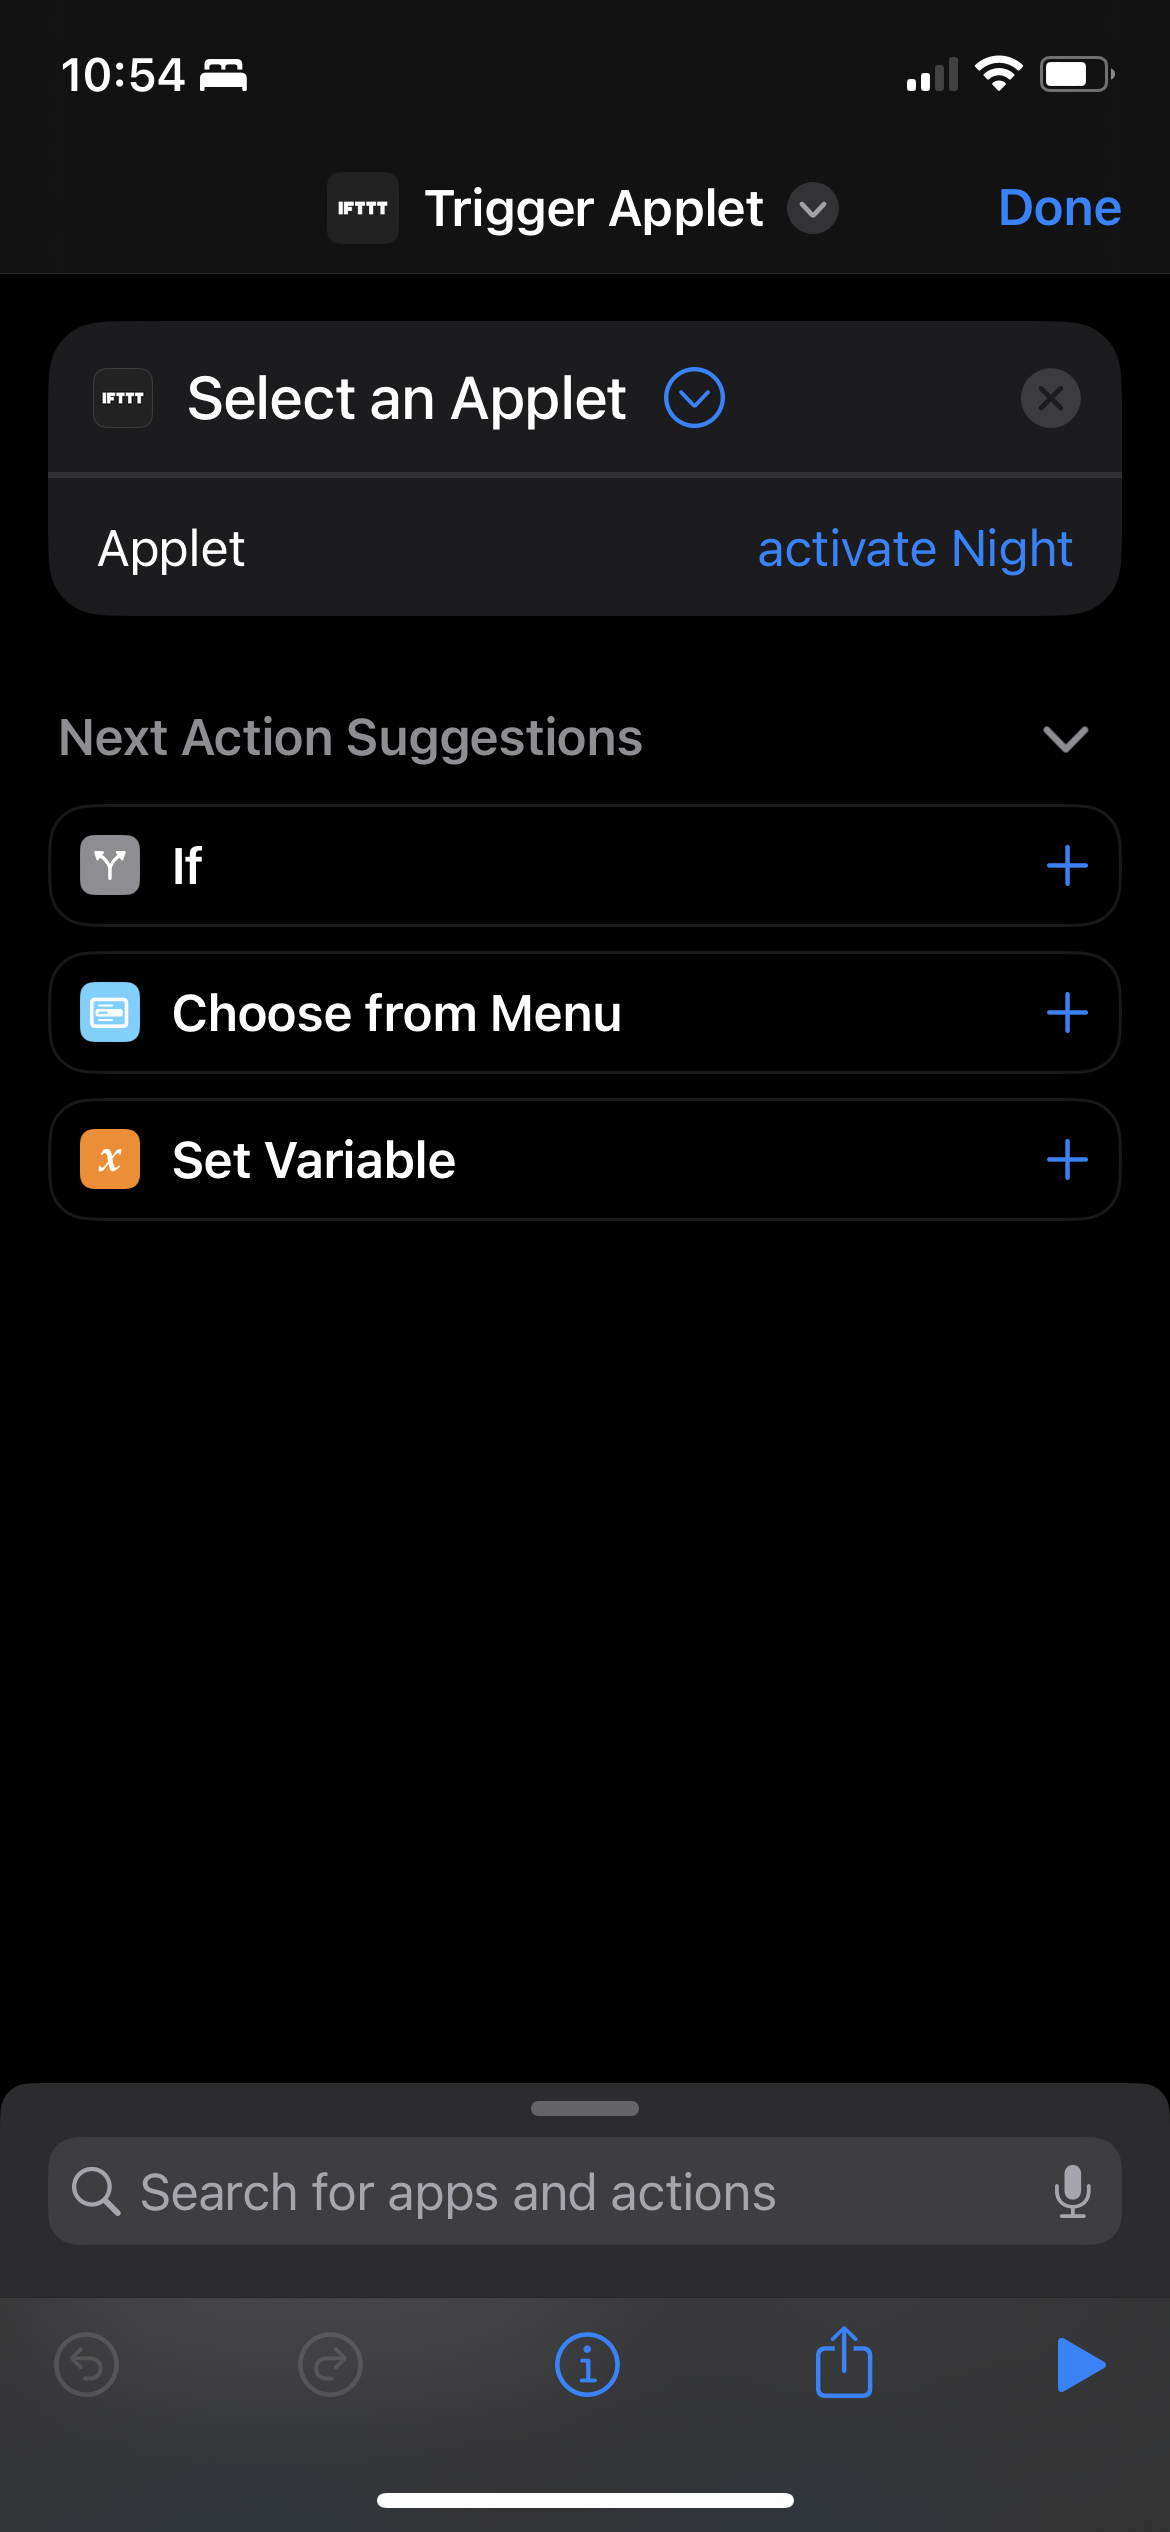 10:54
IFTTT Trigger Applet Done
IFTTT Select an Applet
Applet activate Night
Next Action Suggestions
If
Choose from Menu
x Set Variable
Search for apps and actions